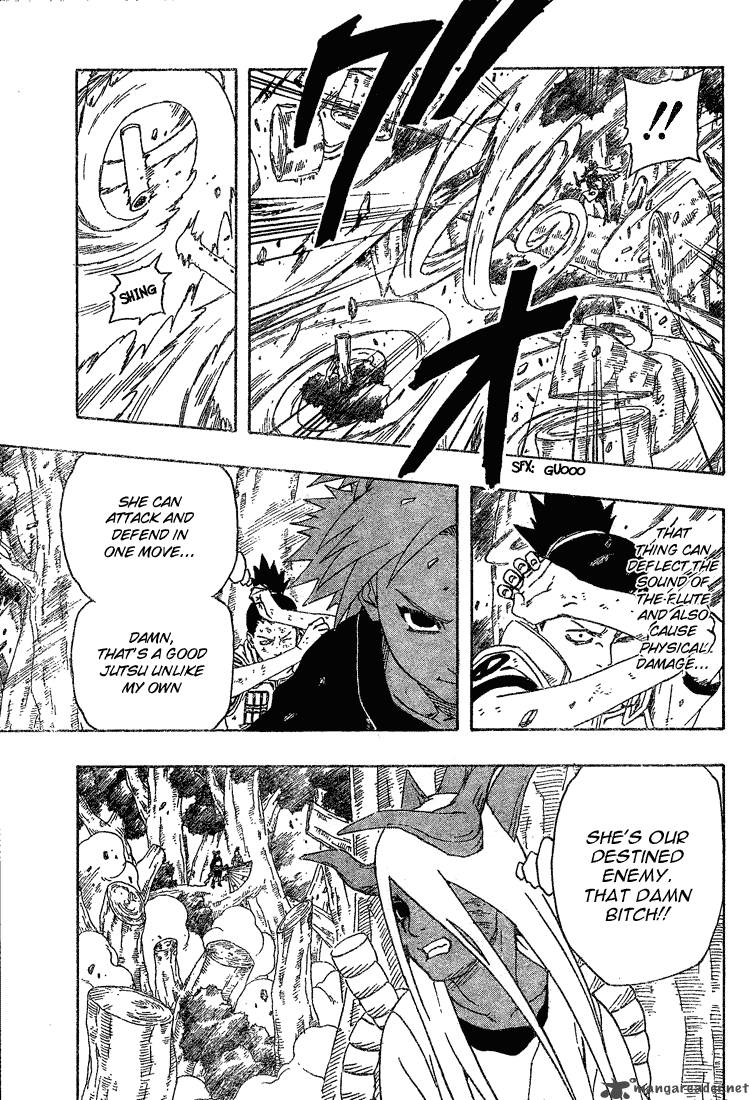 !!
グオ
SFX: GUOOO
SHING
THAT
THING CAN
DEFLECT THE
SOUND OF
THE FLUTE
AND ALSO
CAUSE
PHYSICAL
DAMAGE...
SHE CAN
ATTACK AND
DEFEND IN
ONE MOVE...
DAMN,
THAT'S A GOOD
JUTSU UNLIKE
MY OWN
SHE'S OUR
DESTINED
ENEMY.
THAT DAMN
BITCH!!
mangareader.net